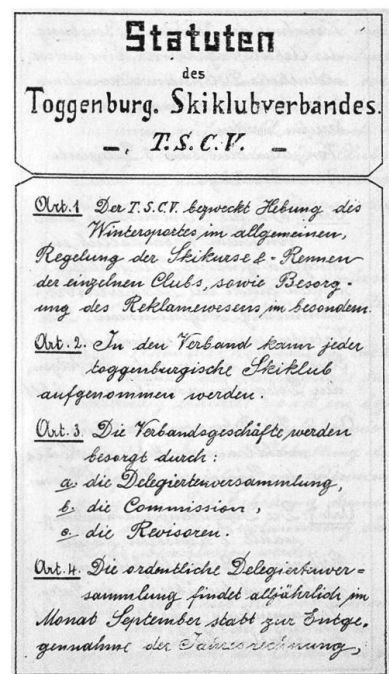 Statuten
des
Toggenburg. Skiklubverbandes.
–. T.S.C.V. –
Art. 1 Der T.S.C.V. bezweckt Hebung des
Wintersportes im allgemeinen,
Regelung der Skikurse & - Rennen
der einzelnen Clubs, sowie Besorg-
ung des Reklamewesens im besondern.
Art. 2. In den Verband kann jeder
toggenburgische Skiklub
aufgenommen werden.
Art. 3. Die Verbandsgeschäfte werden
besorgt durch:
a. die Delegiertenversammlung,
b. die Commission,
c. die Revisoren.
Art. 4. Die ordentliche Delegiertenver-
sammlung findet alljährlich im
Monat September statt zur Entge-
gennahme der Jahresrechnung,